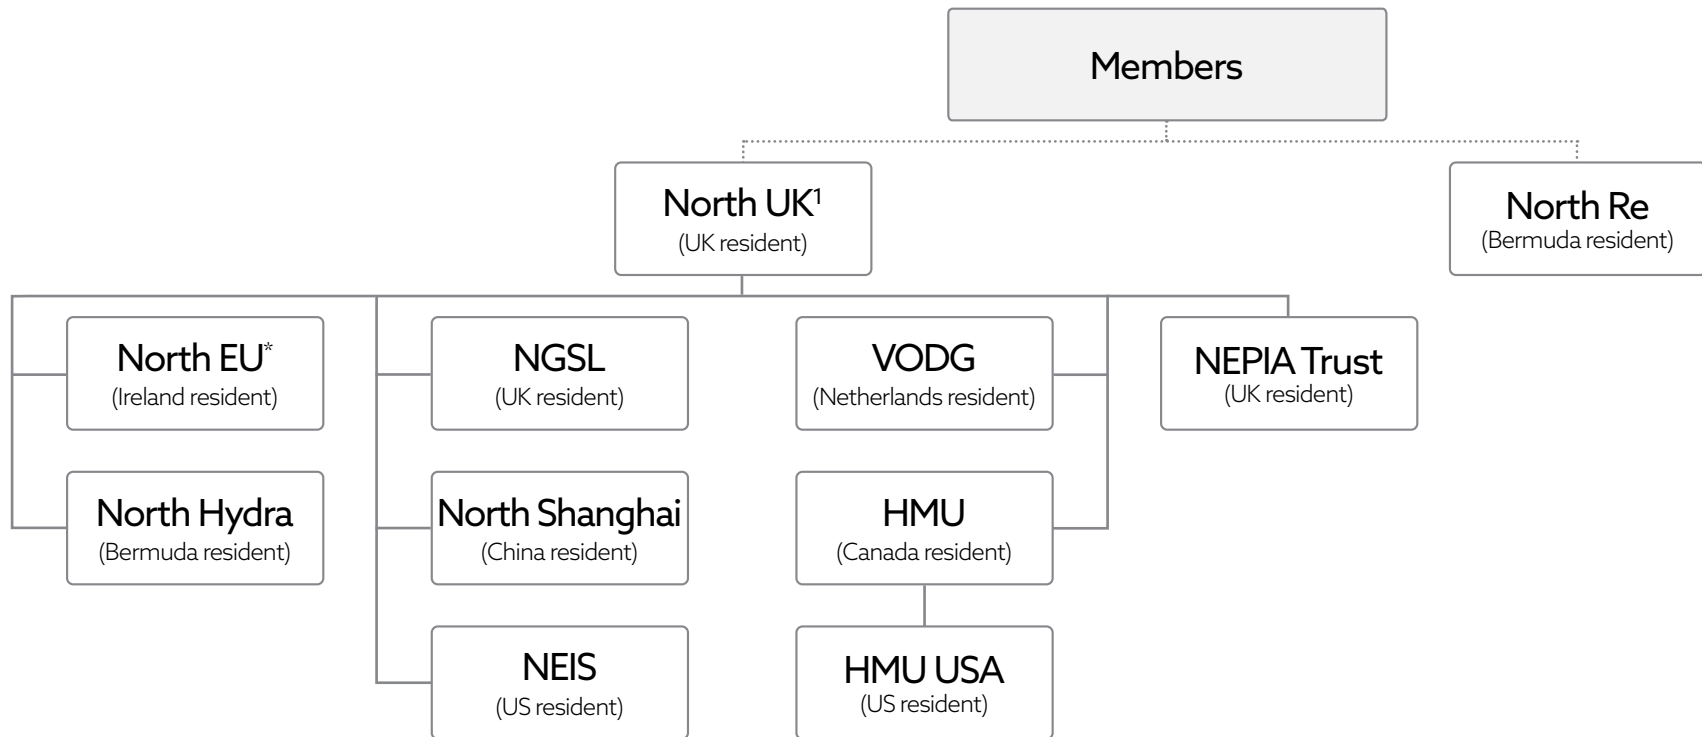 Members
North UK¹
(UK resident)
North Re
(Bermuda resident)
North EU*
(Ireland resident)
NGSL
(UK resident)
VODG
(Netherlands resident)
NEPIA Trust
(UK resident)
North Hydra
(Bermuda resident)
North Shanghai
(China resident)
HMU
(Canada resident)
NEIS
(US resident)
HMU USA
(US resident)